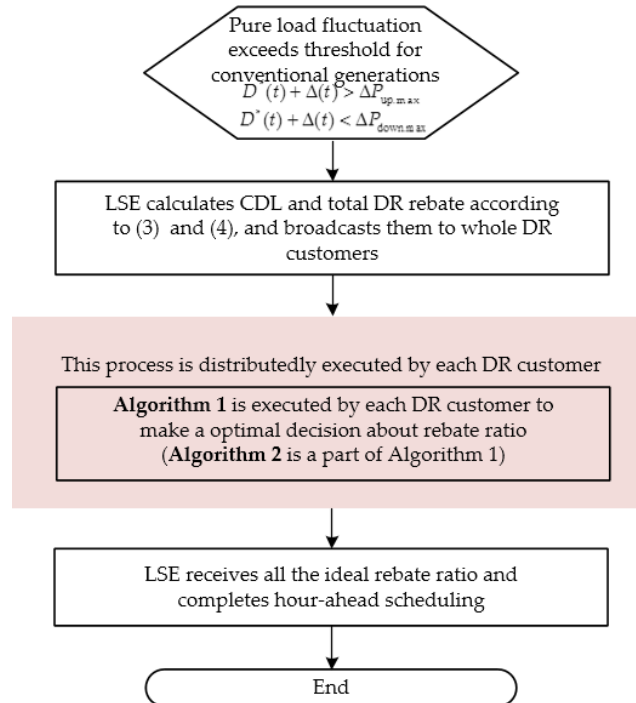 Pure load fluctuation
exceeds threshold for
conventional generations
D*(t) + Δ(t) > ΔP_up.max
D*(t) + Δ(t) < ΔP_down.max
LSE calculates CDL and total DR rebate according
to (3) and (4), and broadcasts them to whole DR
customers
This process is distributedly executed by each DR customer
Algorithm 1 is executed by each DR customer to
make a optimal decision about rebate ratio
(Algorithm 2 is a part of Algorithm 1)
LSE receives all the ideal rebate ratio and
completes hour-ahead scheduling
End